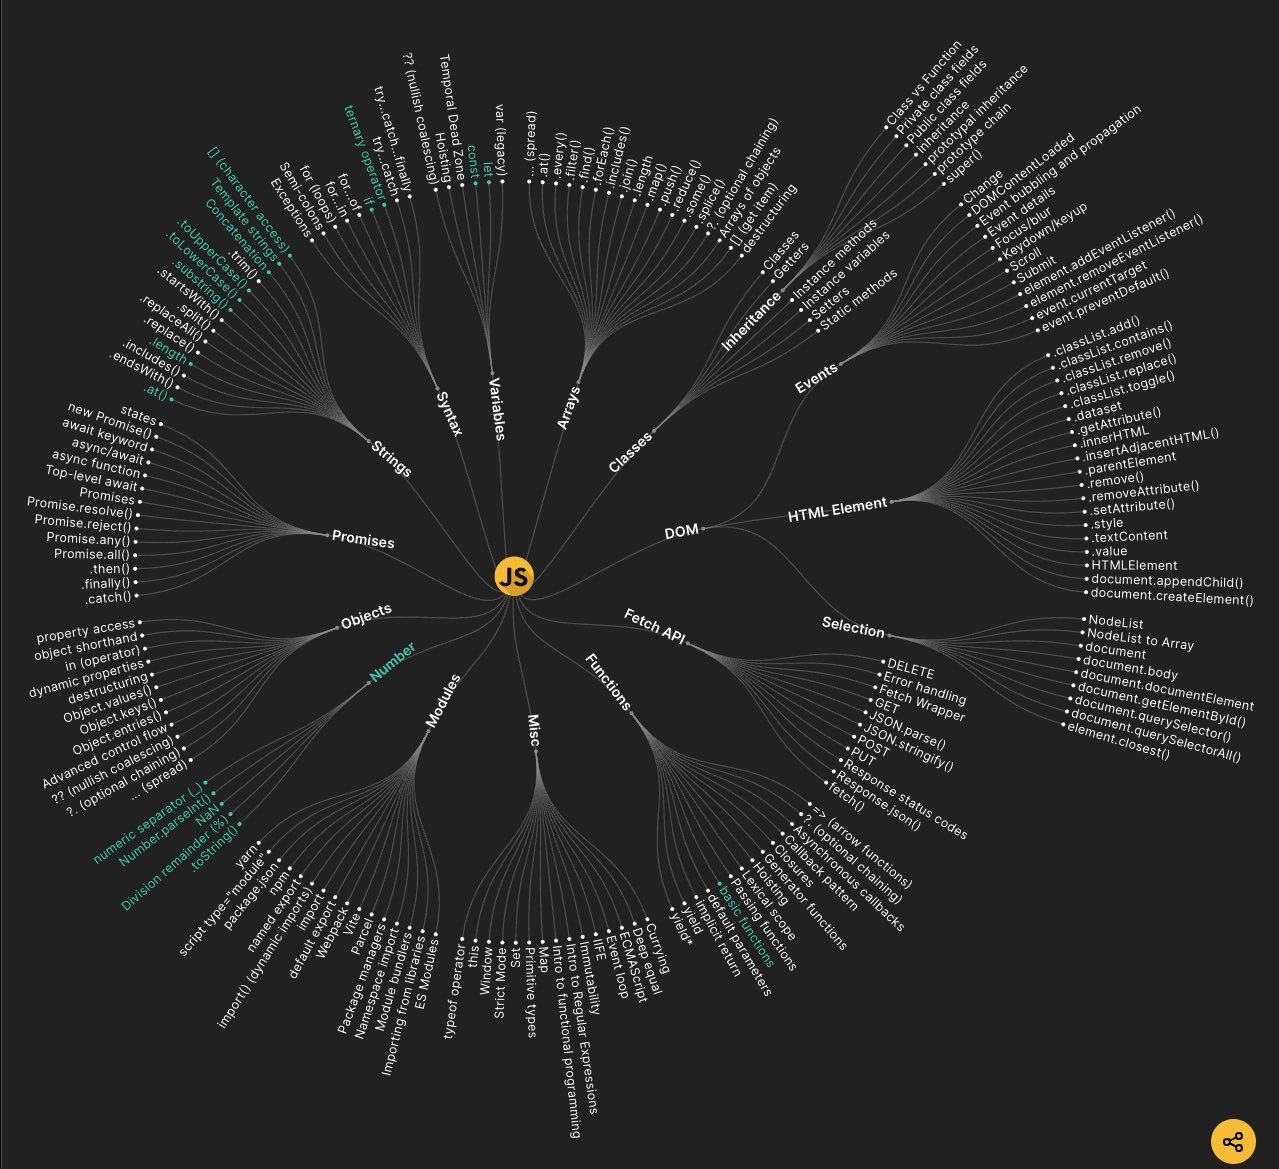 JS
Strings
[] (character access)
Template strings
Concatenation
.trim()
.toUpperCase()
.toLowerCase()
.substring()
.startsWith()
.split()
.replaceAll()
.replace()
.length
.includes()
.endsWith()
.at()
Syntax
Exceptions
Semi-colons
for (loops)
for...in
for...of
if
ternary operator
try...catch
try...catch...finally
Variables
?? (nullish coalescing)
Hoisting
Temporal Dead Zone
const
let
var (legacy)
Arrays
... (spread)
.at()
.every()
.filter()
.find()
.forEach()
.includes()
.join()
.length
.map()
.push()
.reduce()
.some()
.splice()
?. (optional chaining)
Arrays of objects
[] (get item)
destructuring
Classes
Classes
Getters
Inheritance
Class vs Function
Private class fields
Public class fields
Inheritance
prototypal inheritance
prototype chain
Super()
Instance methods
Instance variables
Setters
Static methods
DOM
Events
Change
DOMContentLoaded
Event bubbling and propagation
Event details
Focus/blur
Keydown/keyup
Scroll
Submit
element.addEventListener()
element.removeEventListener()
event.currentTarget
event.preventDefault()
HTML Element
.classList.add()
.classList.contains()
.classList.remove()
.classList.replace()
.classList.toggle()
.dataset
.getAttribute()
.innerHTML
.insertAdjacentHTML()
.parentElement
.remove()
.removeAttribute()
.setAttribute()
.style
.textContent
.value
HTMLElement
document.appendChild()
document.createElement()
Selection
NodeList
NodeList to Array
document
document.body
document.documentElement
document.getElementById()
document.querySelector()
document.querySelectorAll()
element.closest()
Fetch API
DELETE
Error handling
Fetch Wrapper
GET
JSON.parse()
JSON.stringify()
POST
PUT
Response status codes
Response.json()
fetch()
Functions
=> (arrow functions)
?. (optional chaining)
Asynchronous callbacks
Callback pattern
Closures
Generator functions
Hoisting
Lexical scope
Passing functions
basic functions
default parameters
implicit return
yield
yield*
Misc
Currying
Deep equal
ECMAScript
Event loop
IIFE
Immutability
Intro to Regular Expressions
Intro to functional programming
Map
Primitive types
Set
Strict Mode
Window
this
typeof operator
Modules
ES Modules
Importing from libraries
Module bundlers
Namespace import
Package managers
Parcel
Vite
Webpack
default export
import
import() (dynamic imports)
named export
npm
package.json
script type="module"
yarn
Number
.toString()
Division remainder (%)
NaN
Number.parseInt()
numeric separator (_)
Objects
... (spread)
?. (optional chaining)
?? (nullish coalescing)
Advanced control flow
Object.entries()
Object.keys()
Object.values()
destructuring
dynamic properties
in (operator)
object shorthand
property access
Promises
.catch()
.finally()
.then()
Promise.all()
Promise.any()
Promise.reject()
Promise.resolve()
Promises
Top-level await
async function
async/await
await keyword
new Promise()
states